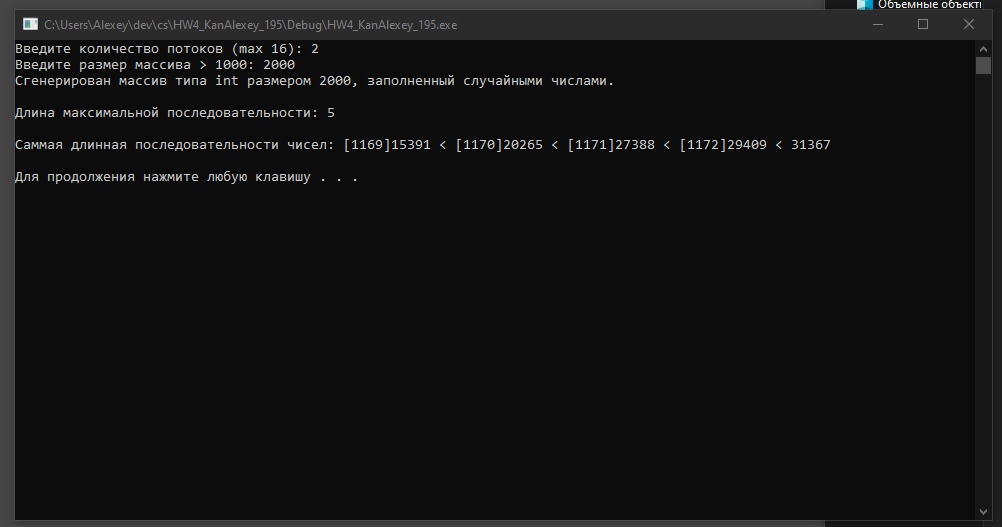 Объемные объекты
C:\Users\Alexey\dev\cs\HW4_KanAlexey_195\Debug\HW4_KanAlexey_195.exe
Введите количество потоков (max 16): 2
Введите размер массива > 1000: 2000
Сгенерирован массив типа int размером 2000, заполненный случайными числами.
Длина максимальной последовательности: 5
Саммая длинная последовательности чисел: [1169]15391 < [1170]20265 < [1171]27388 < [1172]29409 < 31367
Для продолжения нажмите любую клавишу . . .